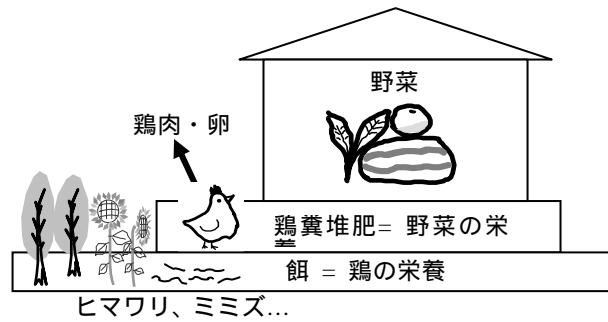 野菜
鶏肉・卵
鶏糞堆肥= 野菜の栄
養
餌 = 鶏の栄養
ヒマワリ、ミミズ…